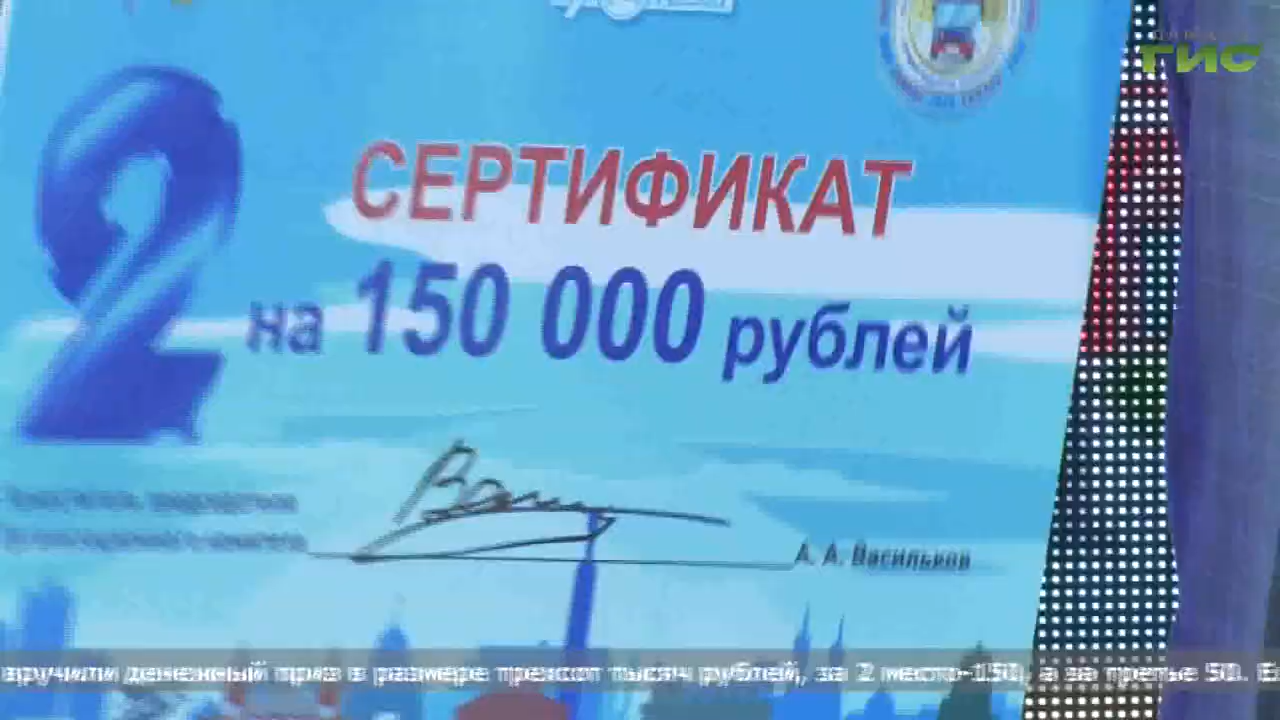 ГИС
2
СЕРТИФИКАТ
на 150 000 рублей
А. А. Васильков
аручили денежный приз в размере трехсот тысяч рублей, за 2 место-150, а за третье 50.